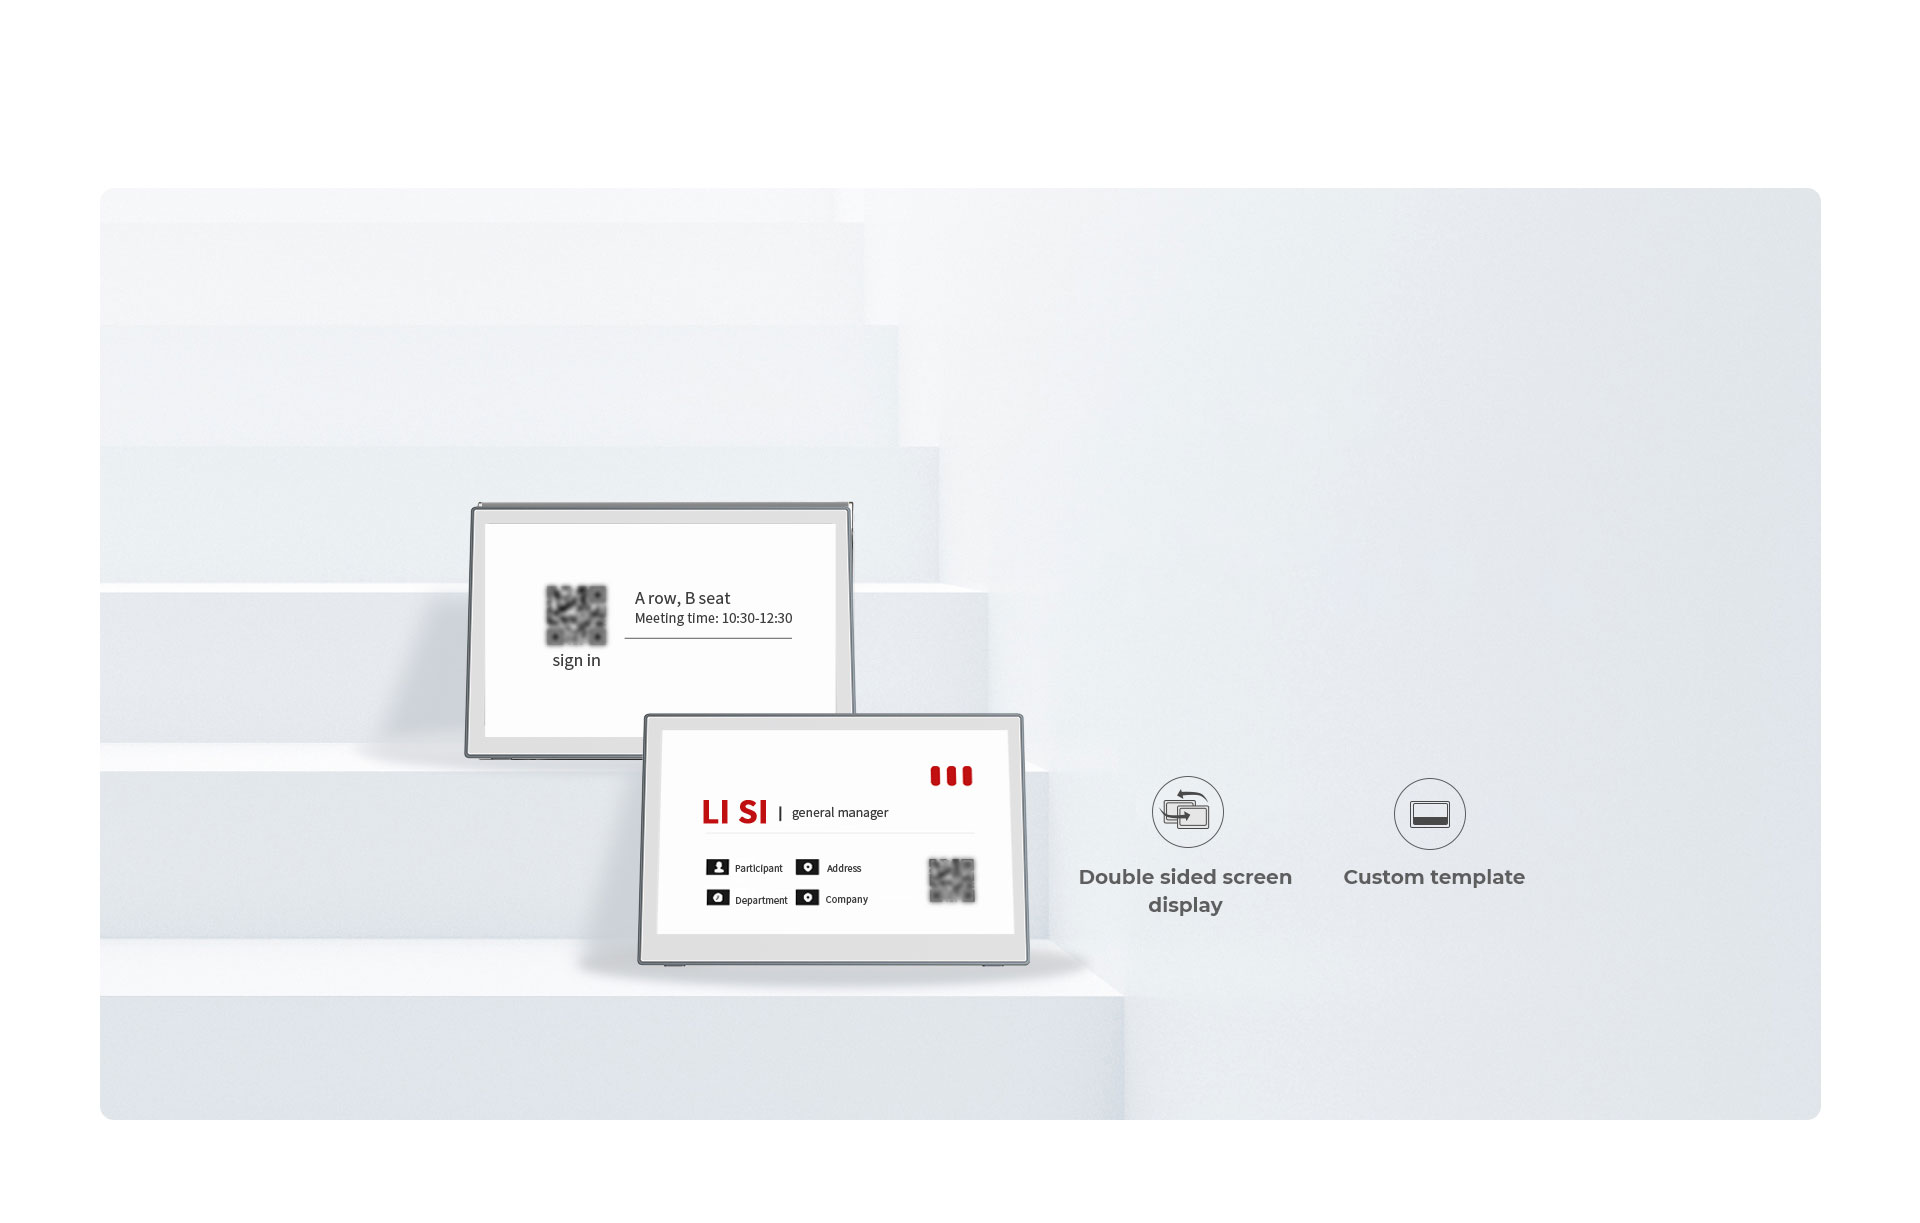 A row, B seat
Meeting time: 10:30-12:30
sign in
LI SI | general manager
Participant
Address
Department
Company
Double sided screen
display
Custom template